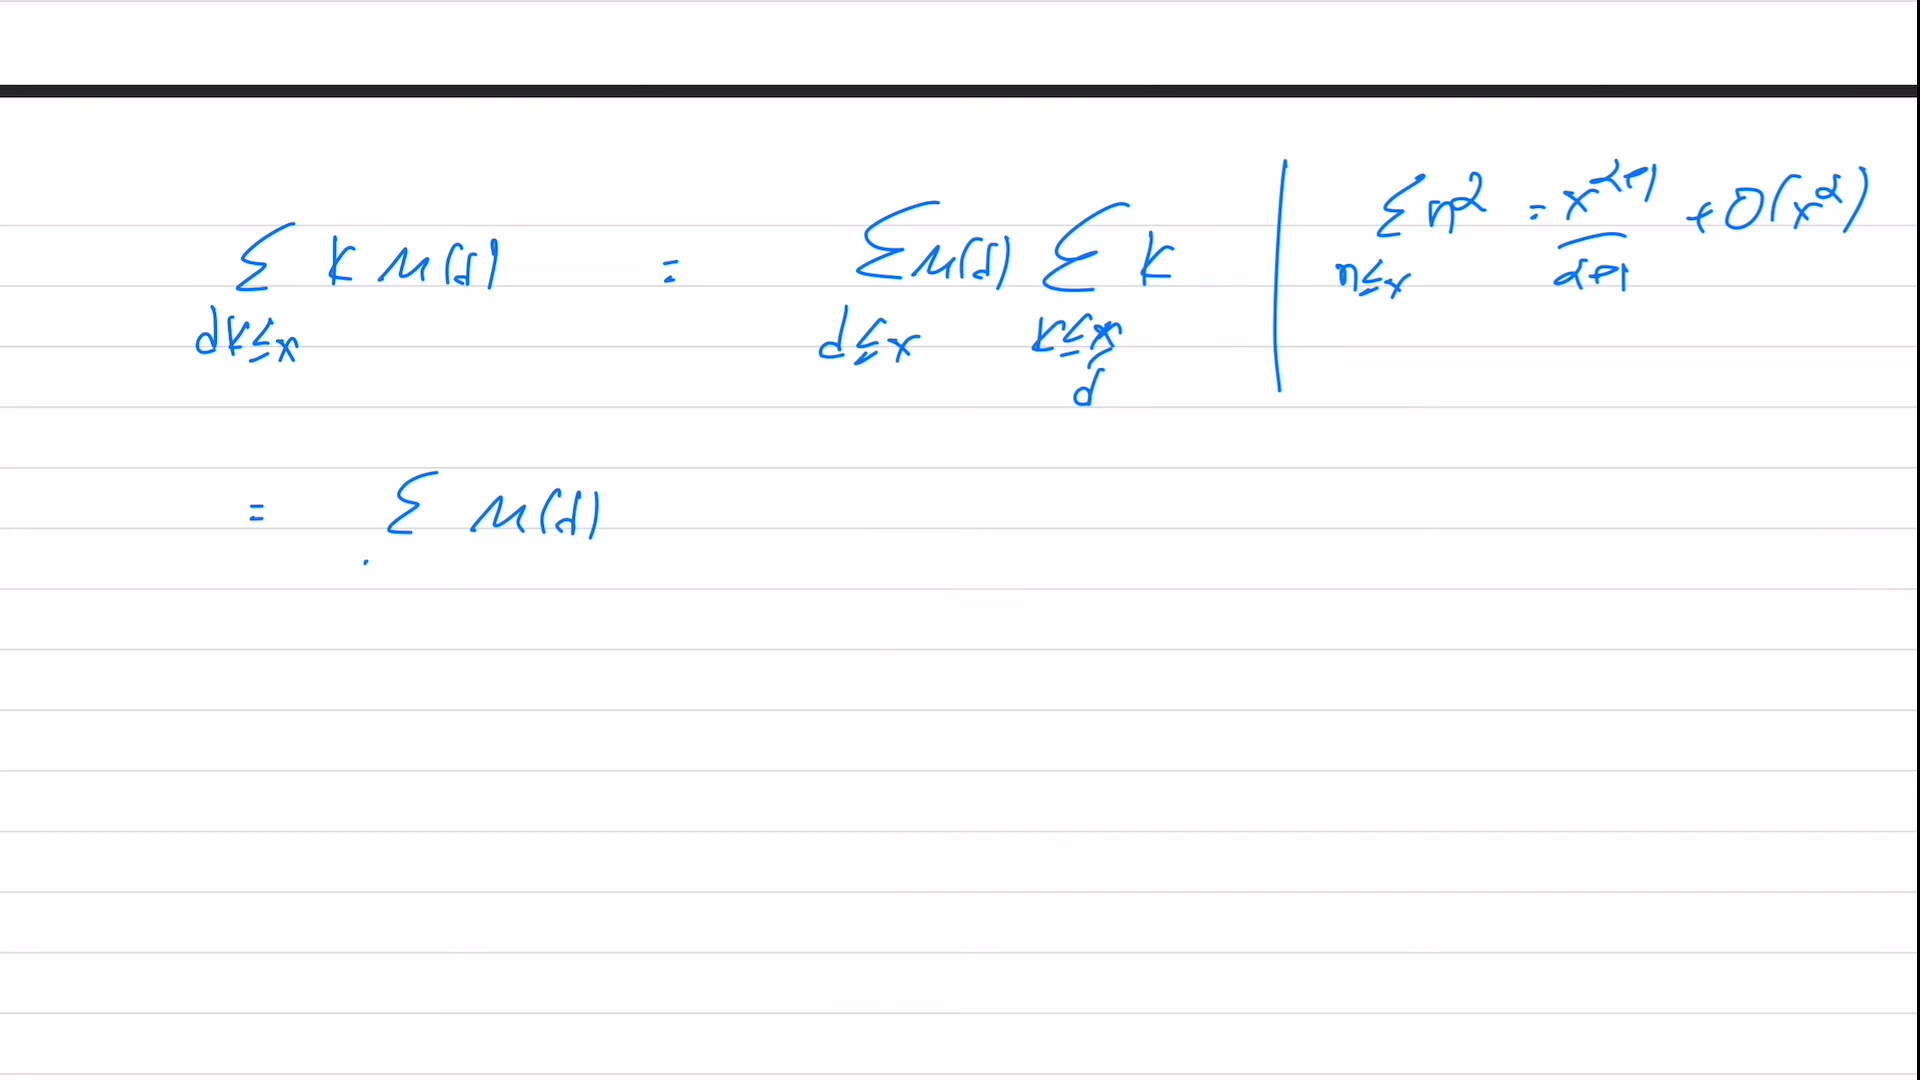 ∑_{dk≤x} k μ(d) = ∑_{d≤x} μ(d) ∑_{k≤x/d} k | ∑_{n≤x} n^α = x^{α+1}/(α+1) + O(x^α)
= ∑ μ(d)